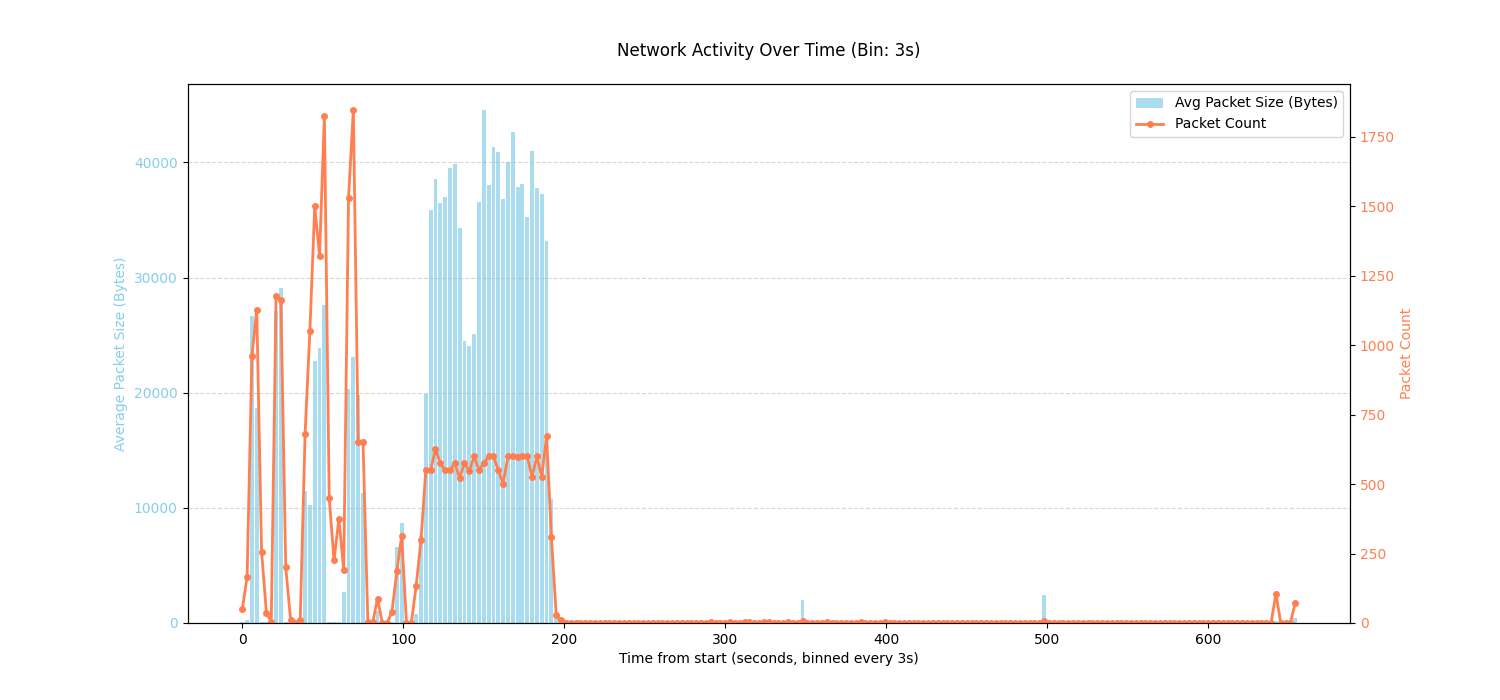 Network Activity Over Time (Bin: 3s)
Avg Packet Size (Bytes)
Packet Count
40000
30000
20000
10000
0
Average Packet Size (Bytes)
1750
1500
1250
1000
750
500
250
0
Packet Count
0 100 200 300 400 500 600
Time from start (seconds, binned every 3s)